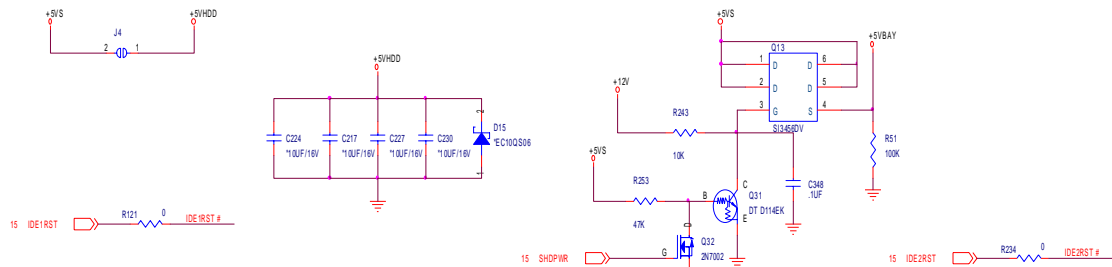 +5VS
J4
+5VHDD
2
1
+5VHDD
C224
*10UF/16V
C217
*10UF/16V
C227
*10UF/16V
C230
*10UF/16V
2
D15
*EC10QS06
1
15 IDE1RST
R121
0
IDE1RST #
+5VS
Q13
+5VBAY
1
D
D
6
2
D
D
5
3
G
S
4
SI3456DV
+12V
R243
10K
R51
100K
+5VS
R253
47K
B
C
Q31
DT D114EK
E
C348
.1UF
D
Q32
2N7002
G
15 SHDPWR
15 IDE2RST
R234
0
IDE2RST #